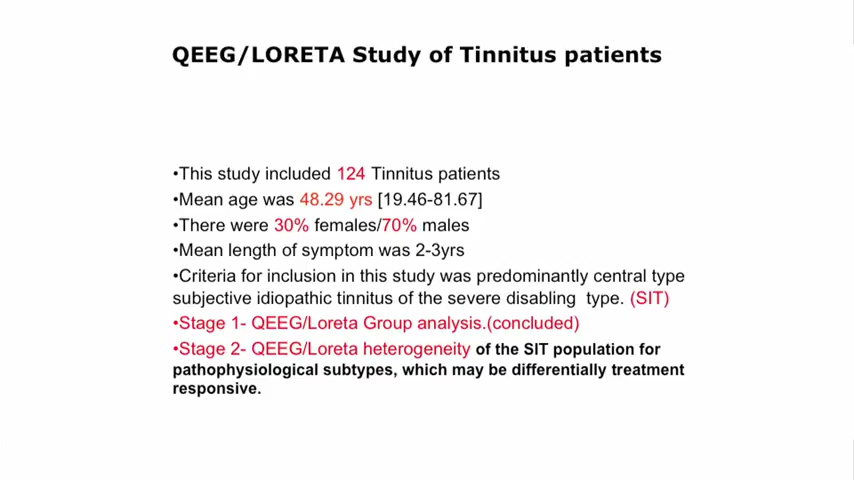 QEEG/LORETA Study of Tinnitus patients
•This study included 124 Tinnitus patients
•Mean age was 48.29 yrs [19.46-81.67]
•There were 30% females/70% males
•Mean length of symptom was 2-3yrs
•Criteria for inclusion in this study was predominantly central type
subjective idiopathic tinnitus of the severe disabling type. (SIT)
•Stage 1- QEEG/Loreta Group analysis.(concluded)
•Stage 2- QEEG/Loreta heterogeneity of the SIT population for
pathophysiological subtypes, which may be differentially treatment
responsive.